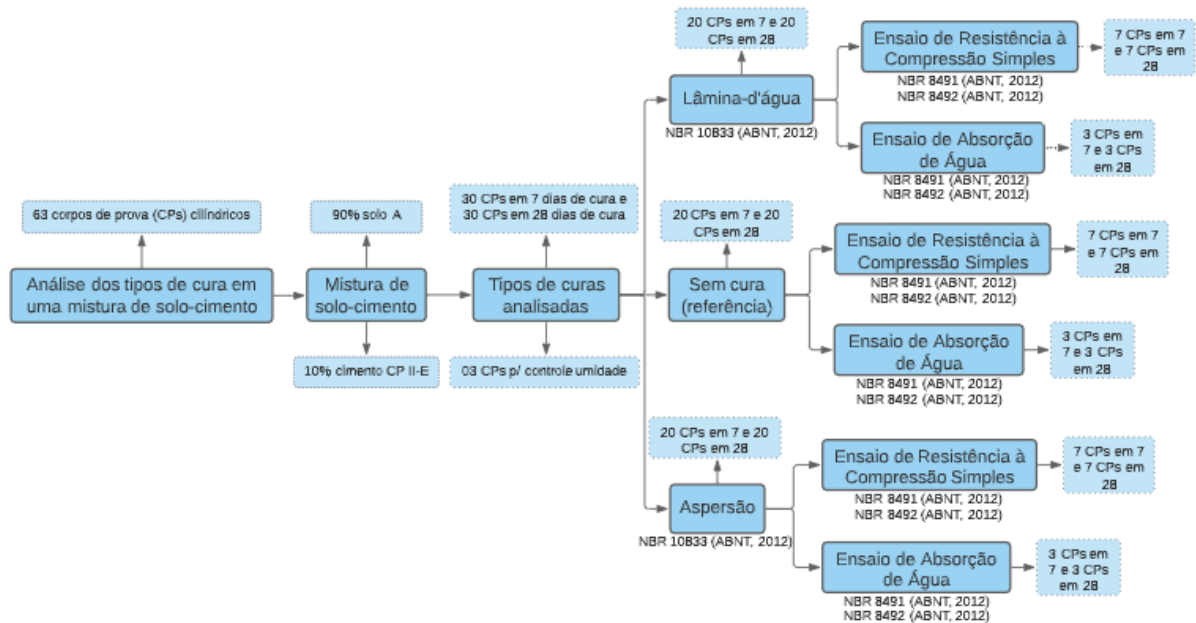 63 corpos de prova (CPs) cilíndricos
Análise dos tipos de cura em
uma mistura de solo-cimento
90% solo A
Mistura de
solo-cimento
10% cimento CP II-E
30 CPs em 7 dias de cura e
30 CPs em 28 dias de cura
Tipos de curas
analisadas
03 CPs p/ controle umidade
20 CPs em 7 e 20
CPs em 28
Lâmina-d'água
NBR 10833 (ABNT, 2012)
Ensaio de Resistência à
Compressão Simples
NBR 8491 (ABNT, 2012)
NBR 8492 (ABNT, 2012)
7 CPs em 7
e 7 CPs em
28
Ensaio de Absorção
de Água
NBR 8491 (ABNT, 2012)
NBR 8492 (ABNT, 2012)
3 CPs em
7 e 3 CPs
em 28
20 CPs em 7 e 20
CPs em 28
Sem cura
(referência)
Ensaio de Resistência à
Compressão Simples
NBR 8491 (ABNT, 2012)
NBR 8492 (ABNT, 2012)
7 CPs em 7
e 7 CPs em
28
Ensaio de Absorção
de Água
NBR 8491 (ABNT, 2012)
NBR 8492 (ABNT, 2012)
3 CPs em
7 e 3 CPs
em 28
20 CPs em 7 e 20
CPs em 28
Aspersão
NBR 10833 (ABNT, 2012)
Ensaio de Resistência à
Compressão Simples
NBR 8491 (ABNT, 2012)
NBR 8492 (ABNT, 2012)
7 CPs em 7
e 7 CPs em
28
Ensaio de Absorção
de Água
NBR 8491 (ABNT, 2012)
NBR 8492 (ABNT, 2012)
3 CPs em
7 e 3 CPs
em 28